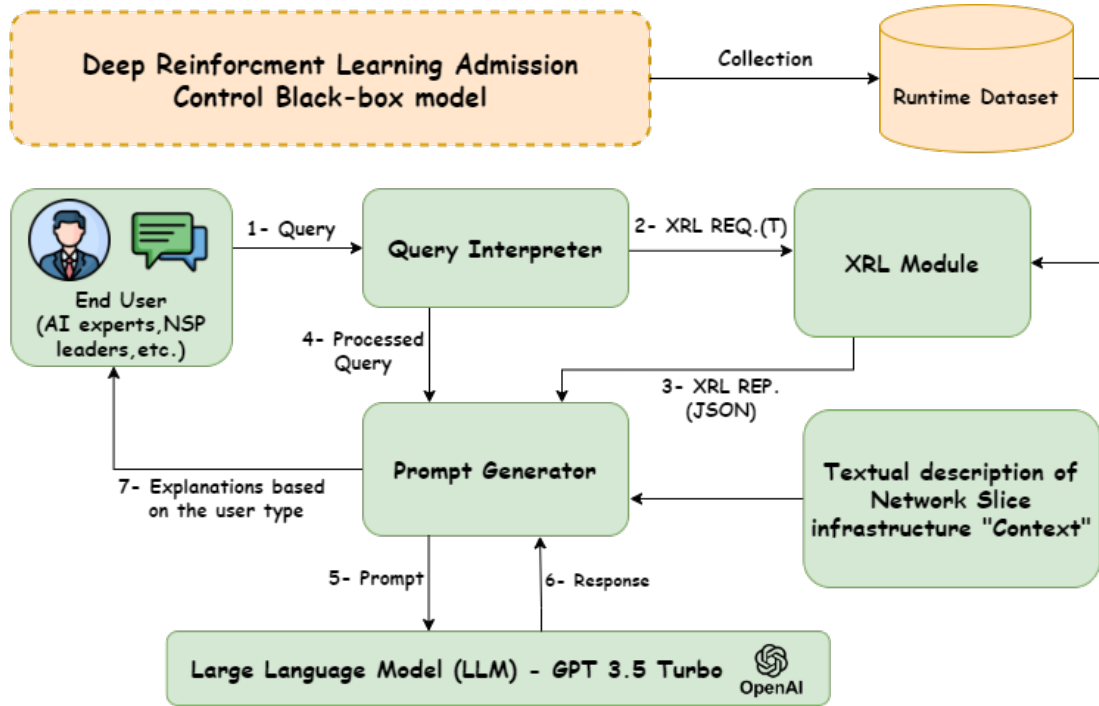 Deep Reinforcment Learning Admission
Control Black-box model
Collection
Runtime Dataset
End User
(AI experts,NSP
leaders,etc.)
1- Query
Query Interpreter
2- XRL REQ.(T)
XRL Module
4- Processed
Query
3- XRL REP.
(JSON)
Prompt Generator
Textual description of
Network Slice
infrastructure "Context"
7- Explanations based
on the user type
5- Prompt
6- Response
Large Language Model (LLM) - GPT 3.5 Turbo
OpenAI